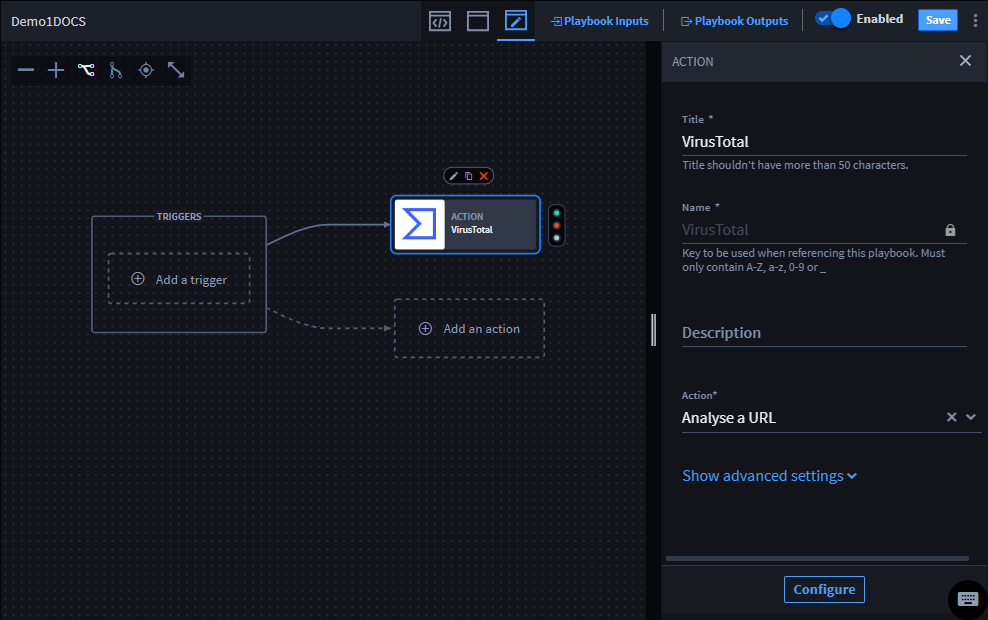 Demo1DOCS
Playbook Inputs
Playbook Outputs
Enabled
Save
ACTION
Title *
VirusTotal
Title shouldn't have more than 50 characters.
Name *
VirusTotal
Key to be used when referencing this playbook. Must
only contain A-Z, a-z, 0-9 or _
Description
Action*
Analyse a URL
Show advanced settings
Configure
TRIGGERS
Add a trigger
ACTION
VirusTotal
Add an action